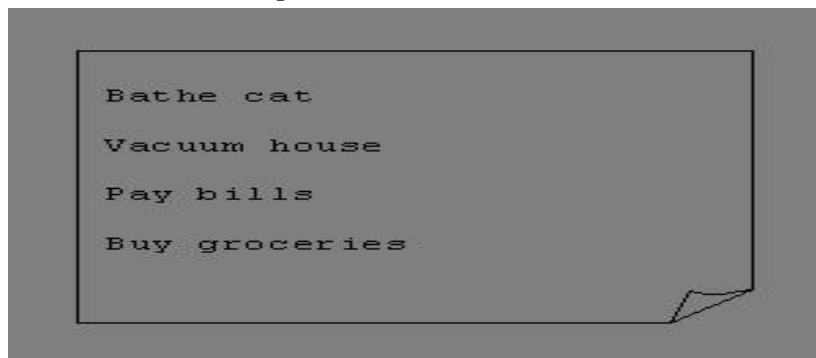 Bathe cat
Vacuum house
Pay bills
Buy groceries